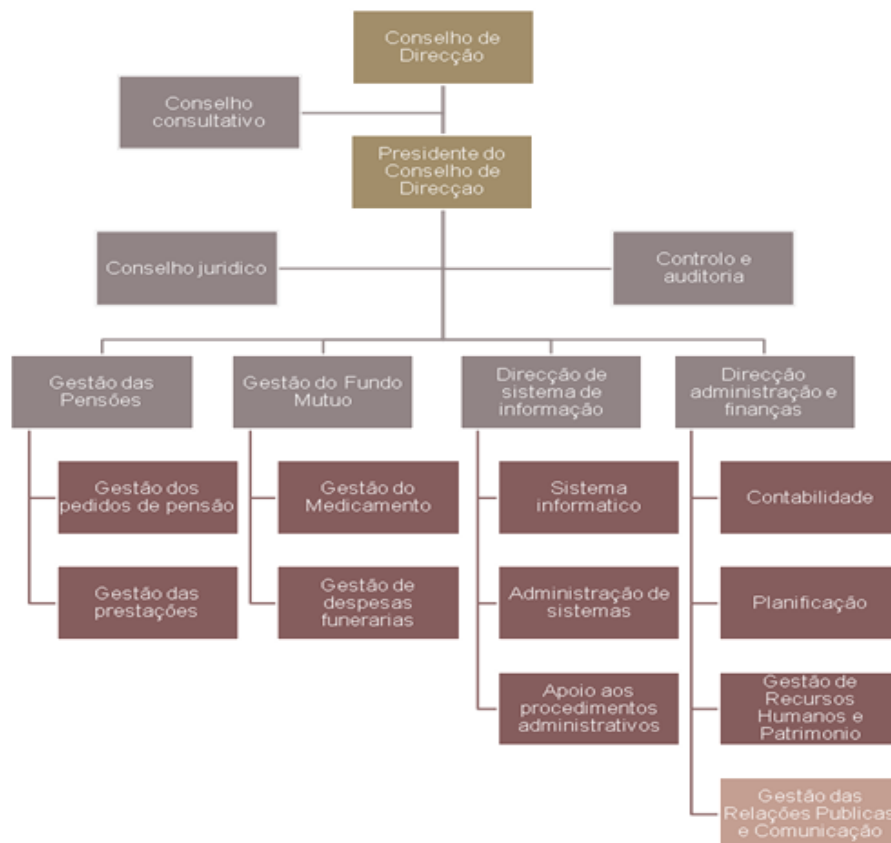 Conselho de
Direcção
Conselho
consultativo
Presidente do
Conselho de
Direcçao
Conselho juridico
Controlo e
auditoria
Gestão das
Pensões
Gestão do Fundo
Mutuo
Direcção de
sistema de
informação
Direcção
administração e
finanças
Gestão dos
pedidos de pensão
Gestão do
Medicamento
Sistema
informatico
Contabilidade
Gestão das
prestações
Gestão de
despesas
funerarias
Administração de
sistemas
Planificação
Apoio aos
procedimentos
administrativos
Gestão de
Recursos
Humanos e
Patrimonio
Gestão das
Relações Publicas
e Comunicação